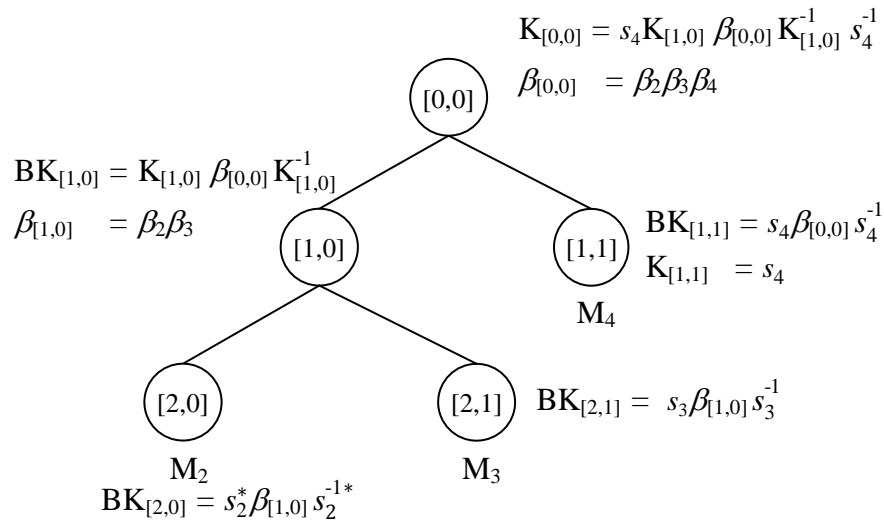 K[0,0] = s₄K[1,0] β[0,0] K[1,0]⁻¹ s₄⁻¹
[0,0]
β[0,0] = β₂β₃β₄
BK[1,0] = K[1,0] β[0,0] K[1,0]⁻¹
β[1,0] = β₂β₃
[1,0]
[1,1]
BK[1,1] = s₄β[0,0] s₄⁻¹
K[1,1] = s₄
M₄
[2,0]
[2,1]
BK[2,1] = s₃β[1,0] s₃⁻¹
M₂
M₃
BK[2,0] = s₂*β[1,0] s₂⁻¹*